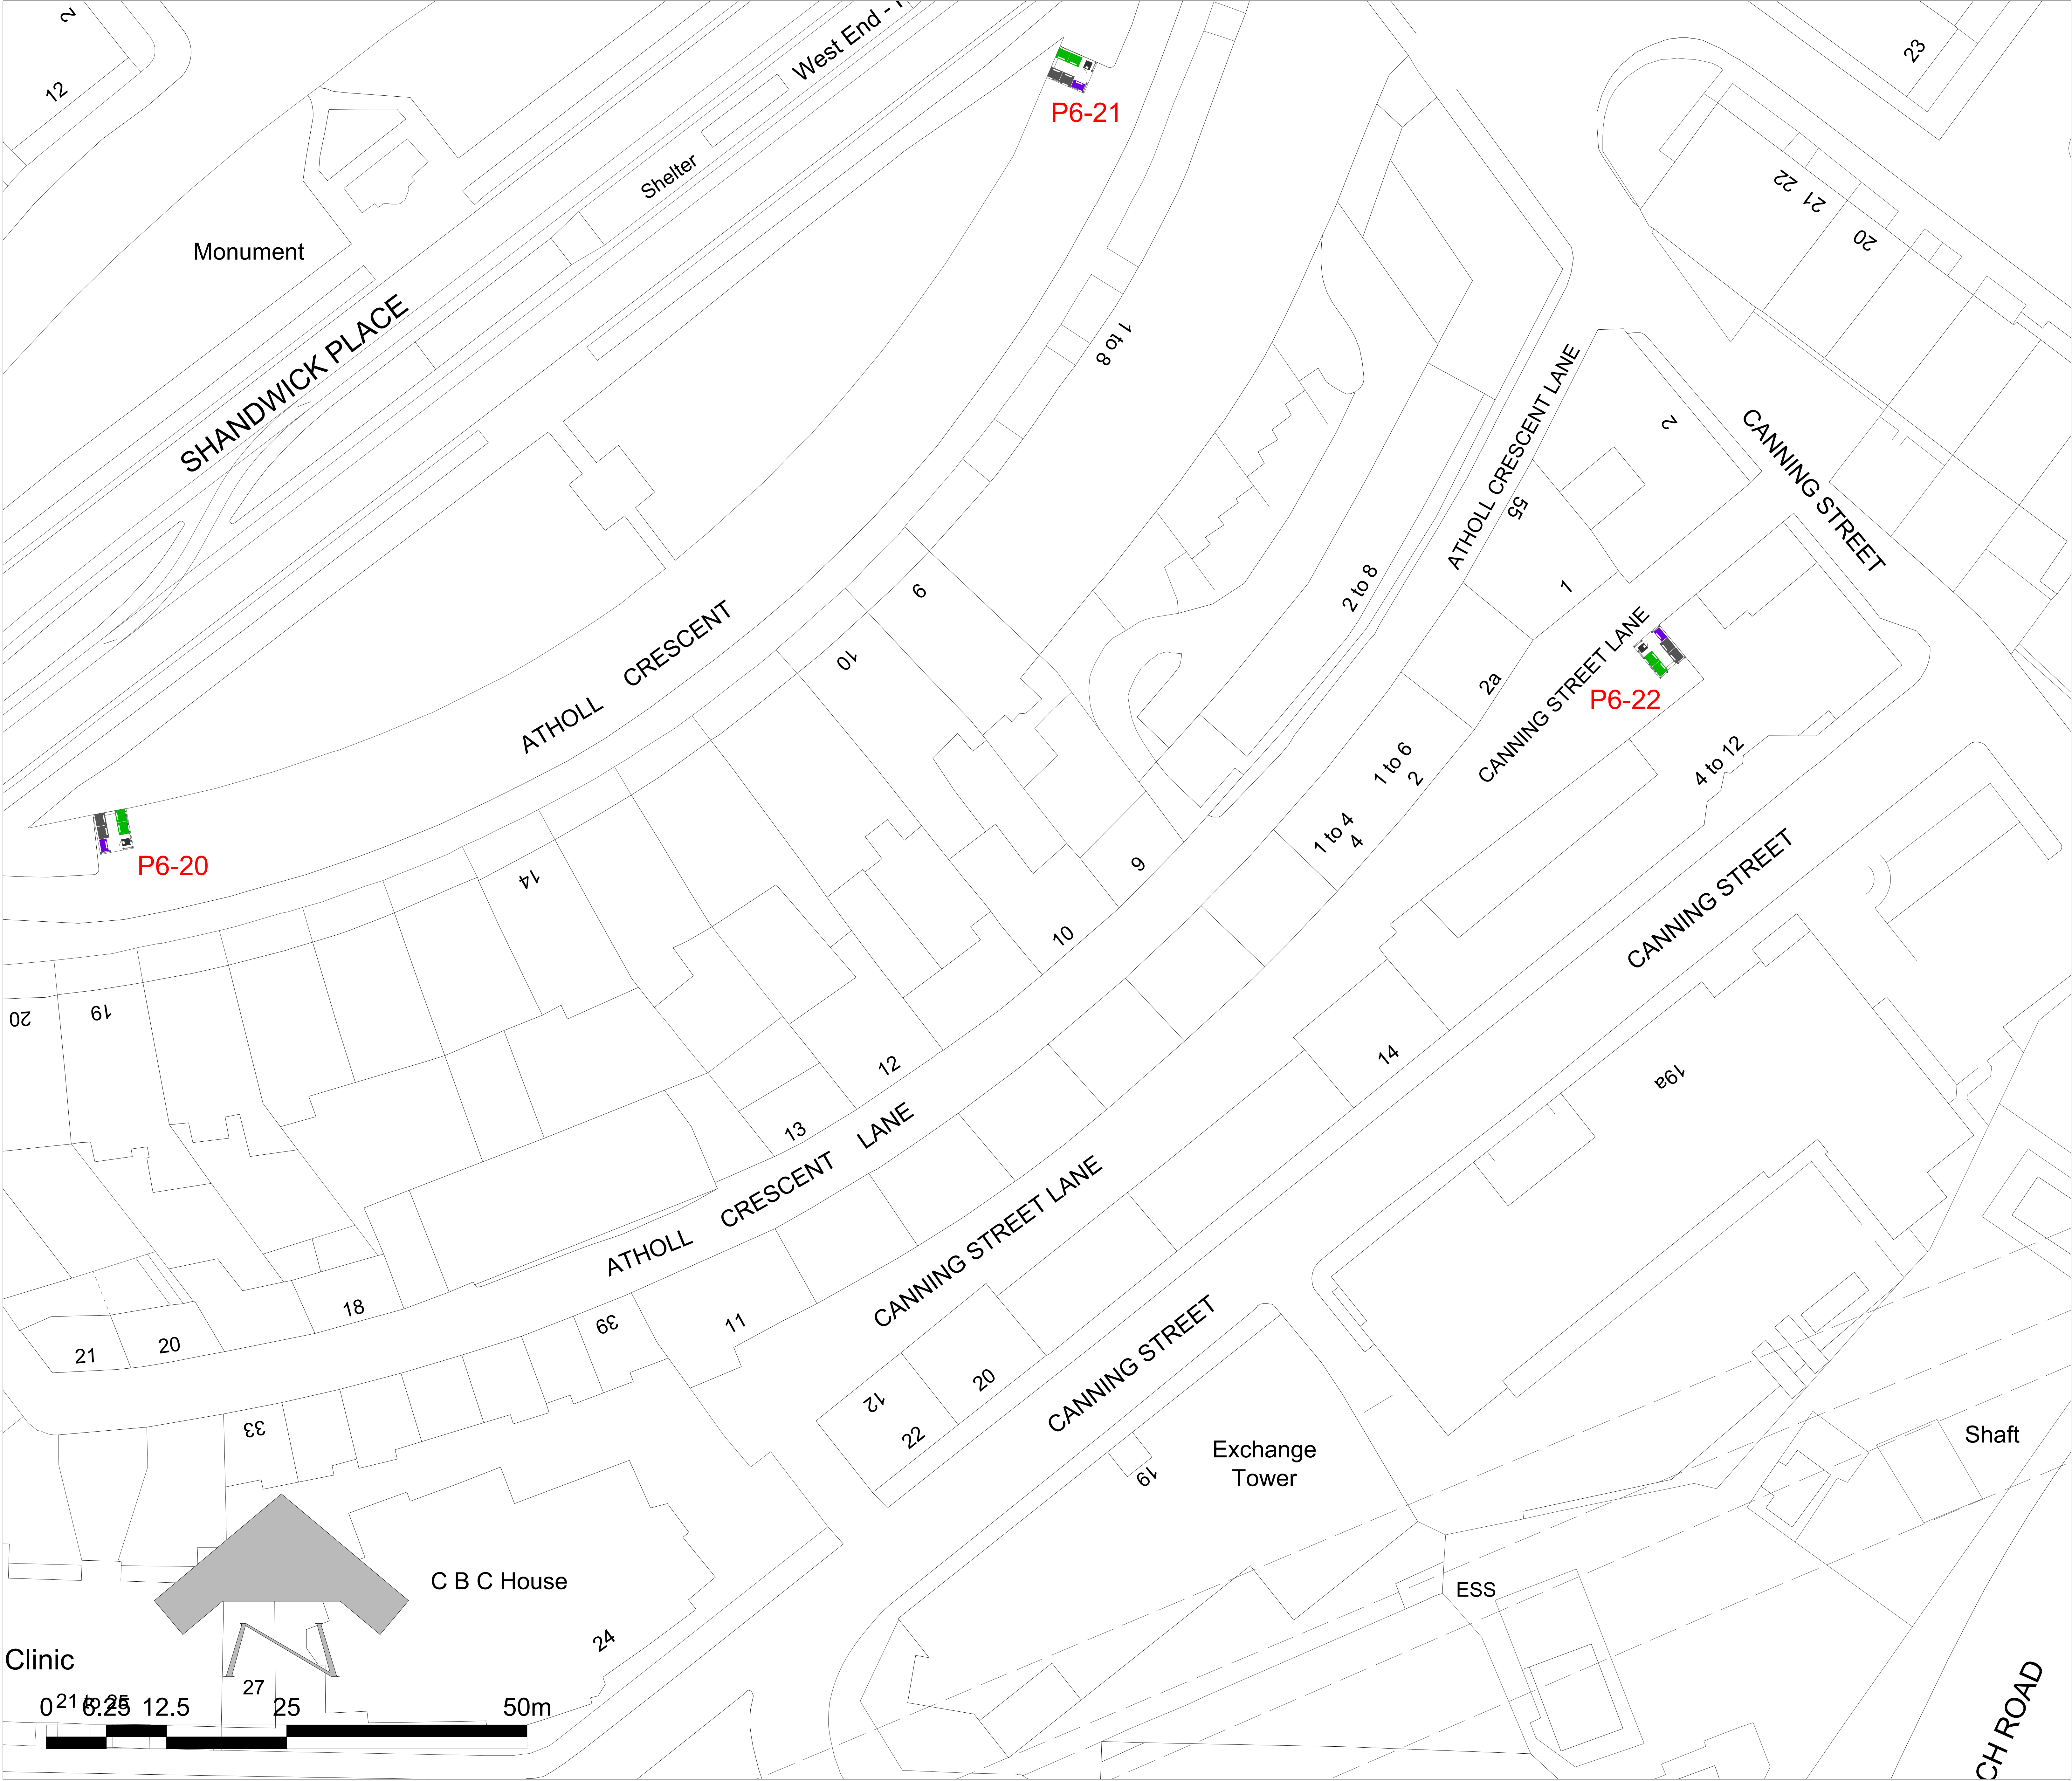 2
12
West End -
23
P6-21
Shelter
Monument
22
21
20
SHANDWICK PLACE
1 to 8
ATHOLL CRESCENT LANE
2
CANNING STREET
55
6
1
2 to 8
ATHOLL CRESCENT
10
2a
CANNING STREET LANE
P6-22
1 to 6
2
4 to 12
1 to 4
4
P6-20
14
9
10
CANNING STREET
20
19
14
12
19a
13
ATHOLL CRESCENT LANE
CANNING STREET LANE
18
21
20
39
11
CANNING STREET
20
12
22
33
19
Exchange
Tower
Shaft
C B C House
ESS
24
Clinic
27
21 to 25
0 6.25 12.5 25 50m
CH ROAD